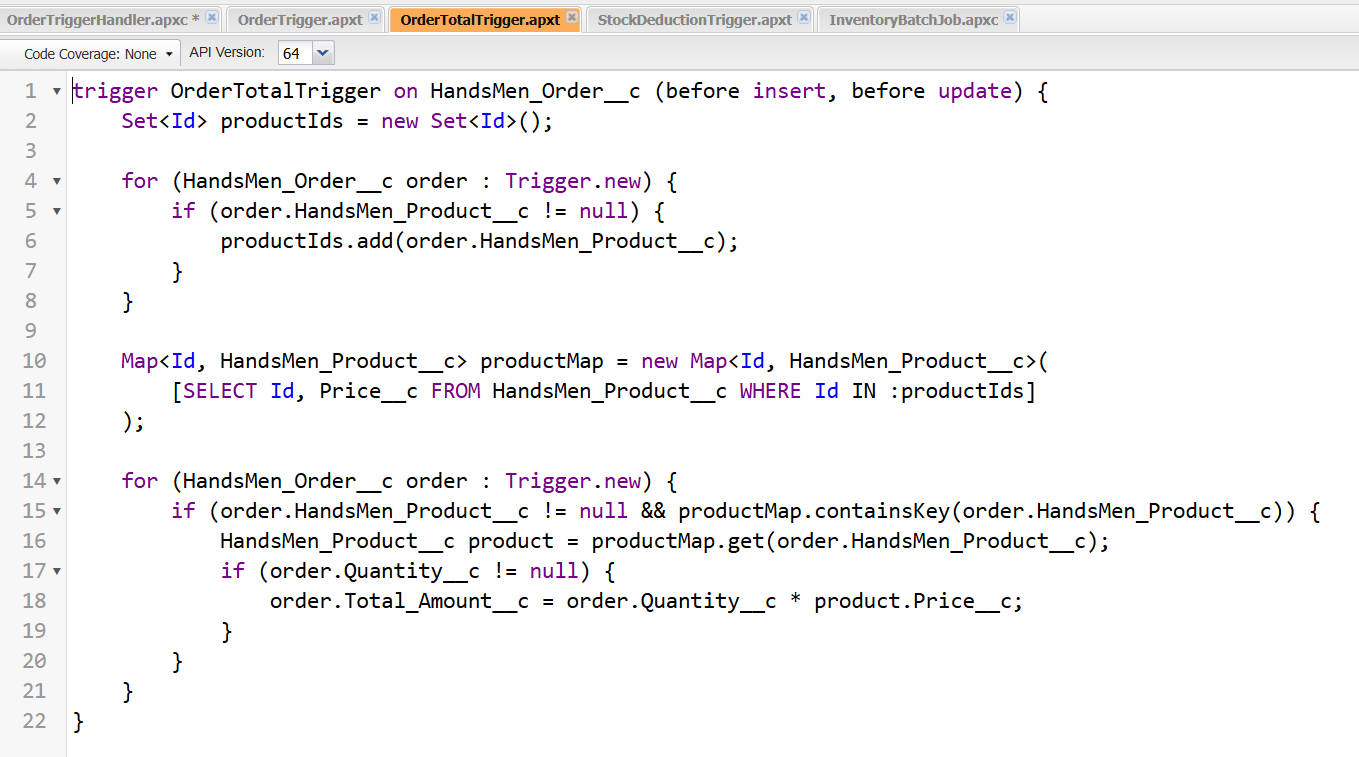 OrderTriggerHandler.apxc * OrderTrigger.apxt OrderTotalTrigger.apxt StockDeductionTrigger.apxt InventoryBatchJob.apxc
Code Coverage: None API Version: 64
1 trigger OrderTotalTrigger on HandsMen_Order__c (before insert, before update) {
2     Set<Id> productIds = new Set<Id>();
3
4     for (HandsMen_Order__c order : Trigger.new) {
5         if (order.HandsMen_Product__c != null) {
6             productIds.add(order.HandsMen_Product__c);
7         }
8     }
9
10     Map<Id, HandsMen_Product__c> productMap = new Map<Id, HandsMen_Product__c>(
11         [SELECT Id, Price__c FROM HandsMen_Product__c WHERE Id IN :productIds]
12     );
13
14     for (HandsMen_Order__c order : Trigger.new) {
15         if (order.HandsMen_Product__c != null && productMap.containsKey(order.HandsMen_Product__c)) {
16             HandsMen_Product__c product = productMap.get(order.HandsMen_Product__c);
17             if (order.Quantity__c != null) {
18                 order.Total_Amount__c = order.Quantity__c * product.Price__c;
19             }
20         }
21     }
22 }